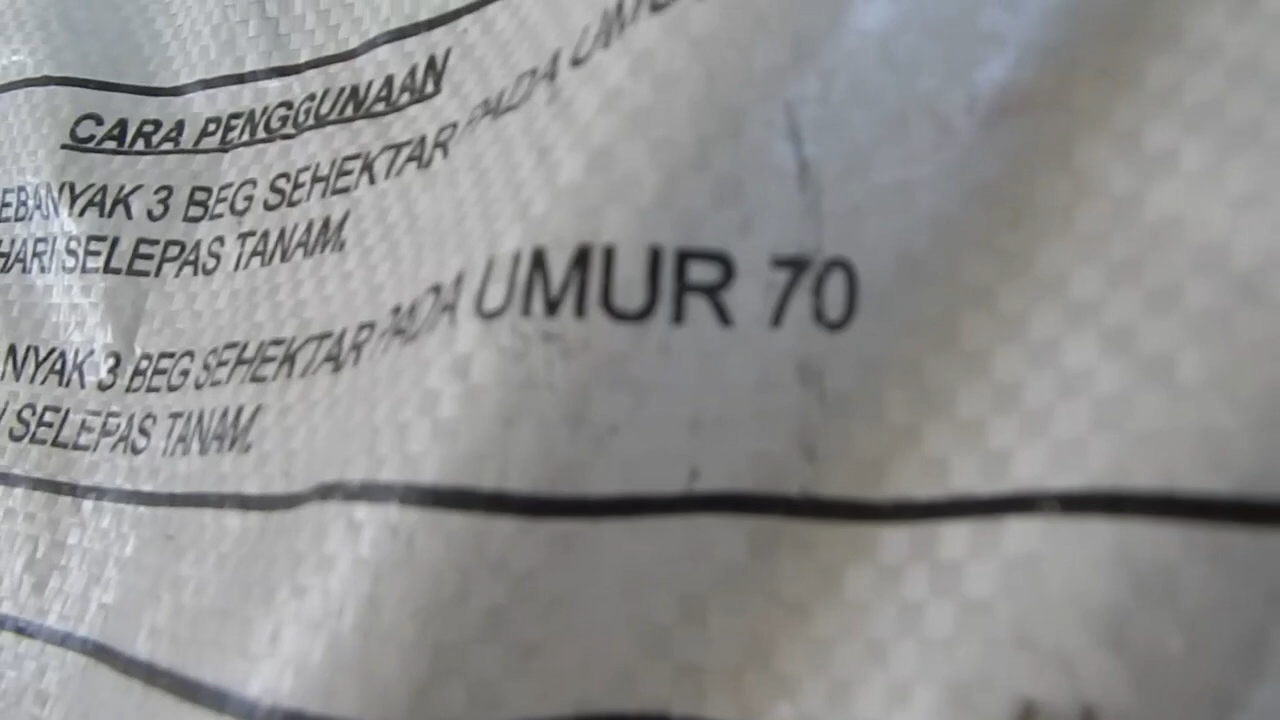 CARA PENGGUNAAN
EBANYAK 3 BEG SEHEKTAR PADA UMUR
HARI SELEPAS TANAM.
NYAK 3 BEG SEHEKTAR PADA UMUR 70
I SELEPAS TANAM.